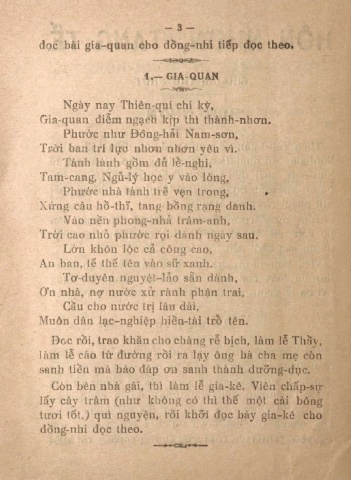 — 3 —
đọc bài gia-quan cho đồng-nhi tiếp đọc theo.
1.— GIA-QUAN
Ngày nay Thiên-qui chi kỳ,
Gia-quan điềm ngạch kịp thì thành-nhơn.
Phước như Đông-hải Nam-sơn,
Trời ban trí lực nhơn nhơn yêu vì.
Tánh lành gồm đủ lễ-nghi,
Tam-cang, Ngũ-lý học y vào lòng,
Phước nhà lành trẻ vẹn trong,
Xứng câu hồ-thỉ, tang-bồng rạng danh.
Vào nền phong-nhã trâm-anh,
Trời cao nhỏ phước rọi dành ngày sau.
Lớn khôn lộc cả công cao,
An ban, tế thế tên vào sử xanh.
Tơ-duyên nguyệt-lão sẵn dành,
Ơn nhà, nợ nước xử rành phận trai,
Cầu cho nước trị lâu dài,
Muôn dân lạc-nghiệp hiền-tài trổ tên.
Đọc rồi, trao khăn cho chàng rể bịch, làm lễ Thầy,
làm lễ cáo từ đường rồi ra lạy ông bà cha mẹ còn
sanh tiền mà báo đáp ơn sanh thành dưỡng-dục.
Còn bên nhà gái, thì làm lễ gia-kê. Viên chấp-sự
lấy cây trâm (như không có thì thế một cái bông
tươi tốt,) quì nguyện, rồi khởi đọc bày gia-kê cho
đồng-nhi đọc theo.